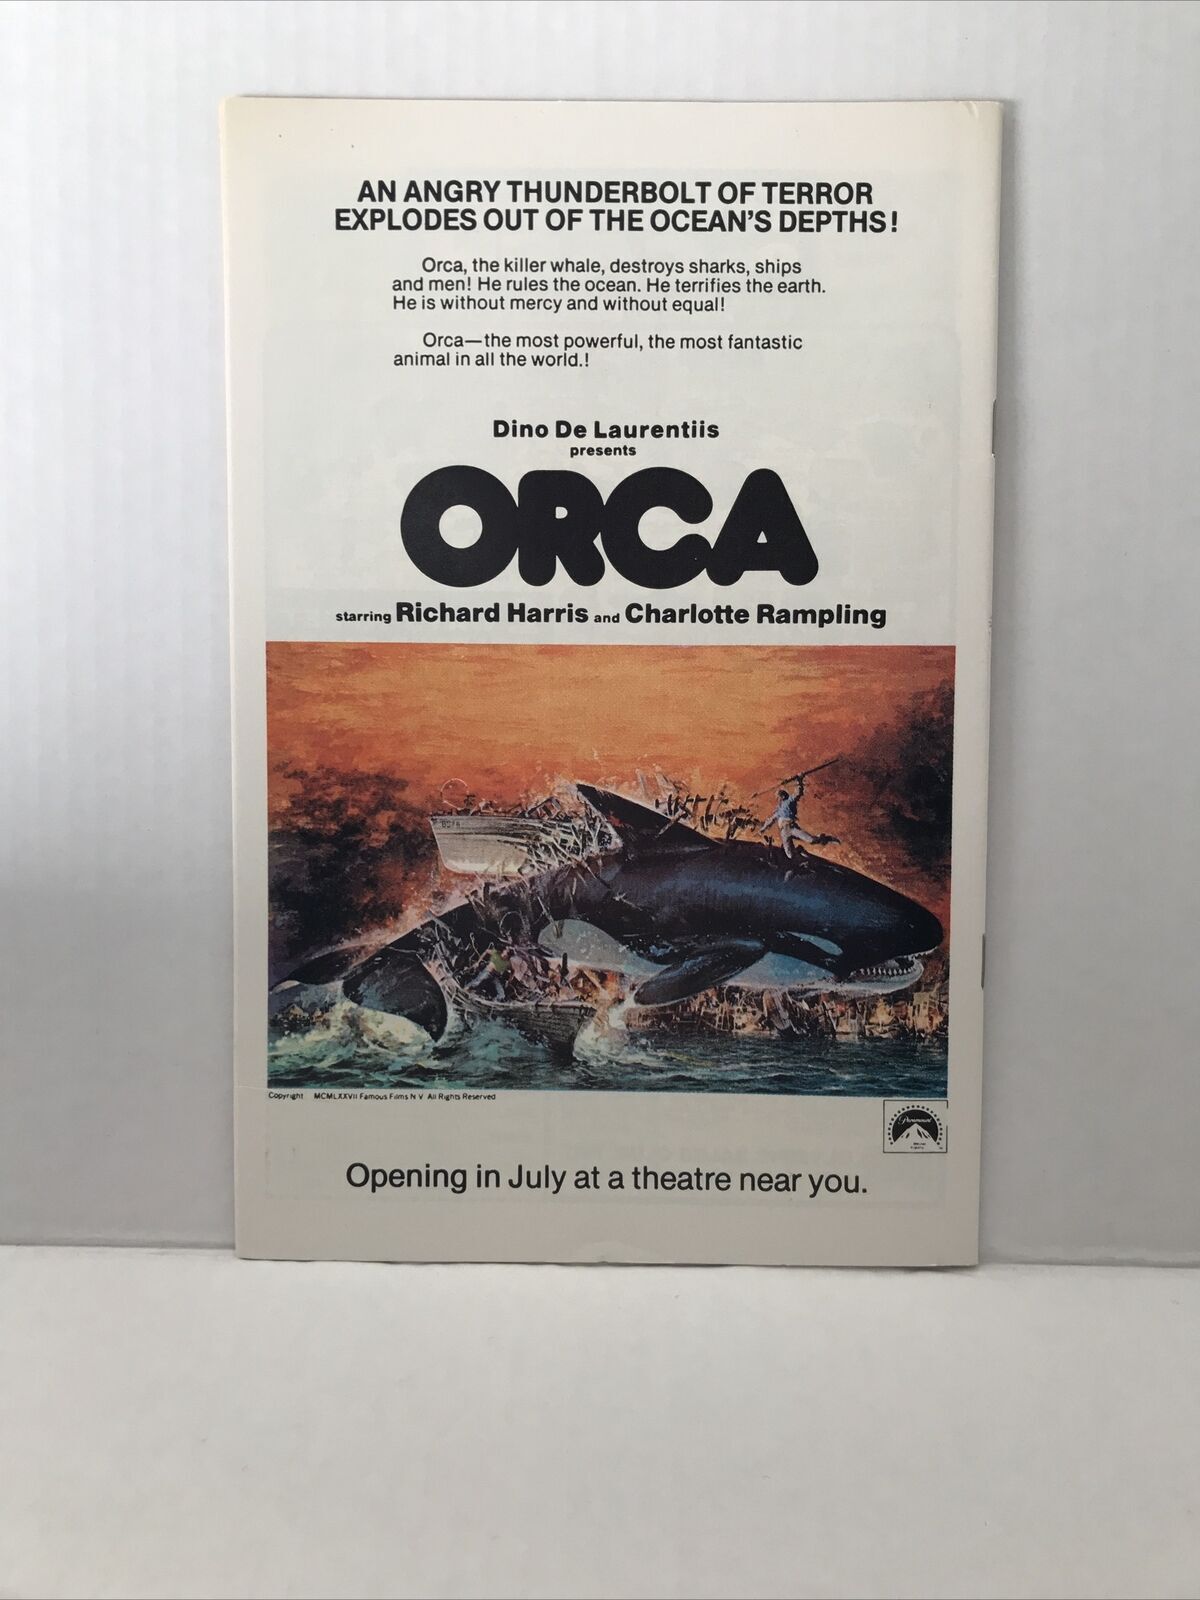 AN ANGRY THUNDERBOLT OF TERROR
EXPLODES OUT OF THE OCEAN'S DEPTHS!
Orca, the killer whale, destroys sharks, ships
and men! He rules the ocean. He terrifies the earth.
He is without mercy and without equal!
Orca—the most powerful, the most fantastic
animal in all the world.!
Dino De Laurentiis
presents
ORCA
starring Richard Harris and Charlotte Rampling
Copyright MCMLXXVII Famous Films N V All Rights Reserved
Paramount
Opening in July at a theatre near you.